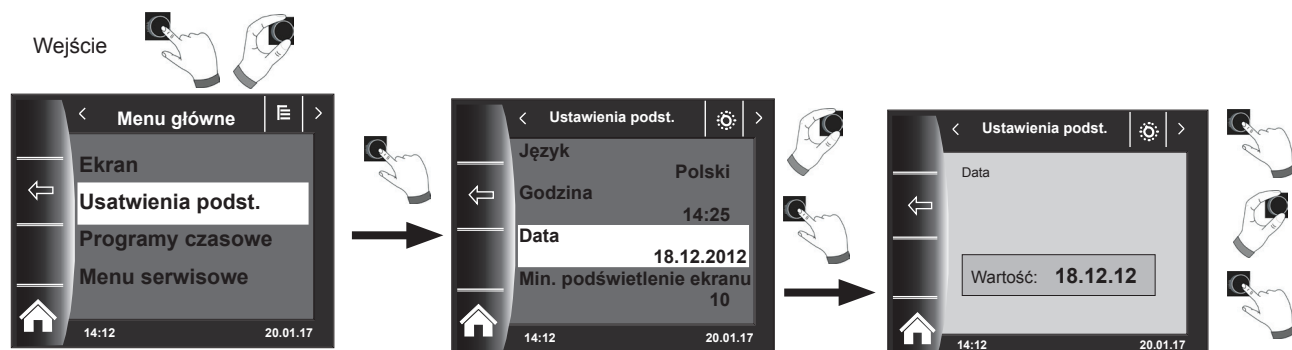 Wejście
Menu główne
Ekran
Usatwienia podst.
Programy czasowe
Menu serwisowe
14:12 20.01.17
Ustawienia podst.
Język
Polski
Godzina
14:25
Data
18.12.2012
Min. podświetlenie ekranu
10
14:12 20.01.17
Ustawienia podst.
Data
Wartość: 18.12.12
14:12 20.01.17